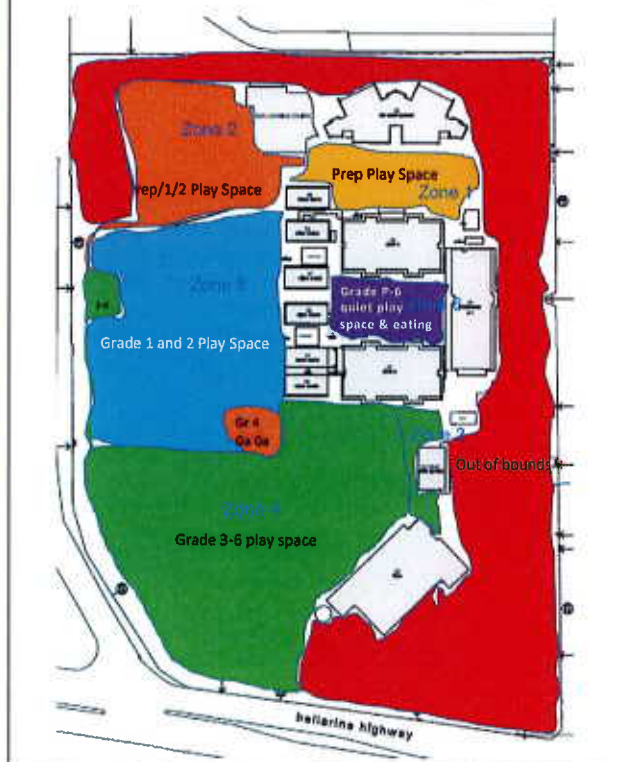 Zone 2
ep/1/2 Play Space
Prep Play Space
Zone 1
Grade P-6
quiet play
space & eating
3-6
Grade 1 and 2 Play Space
Gr 4
Ga Ga
Out of bounds
Zone 4
Grade 3-6 play space
bellarine highway